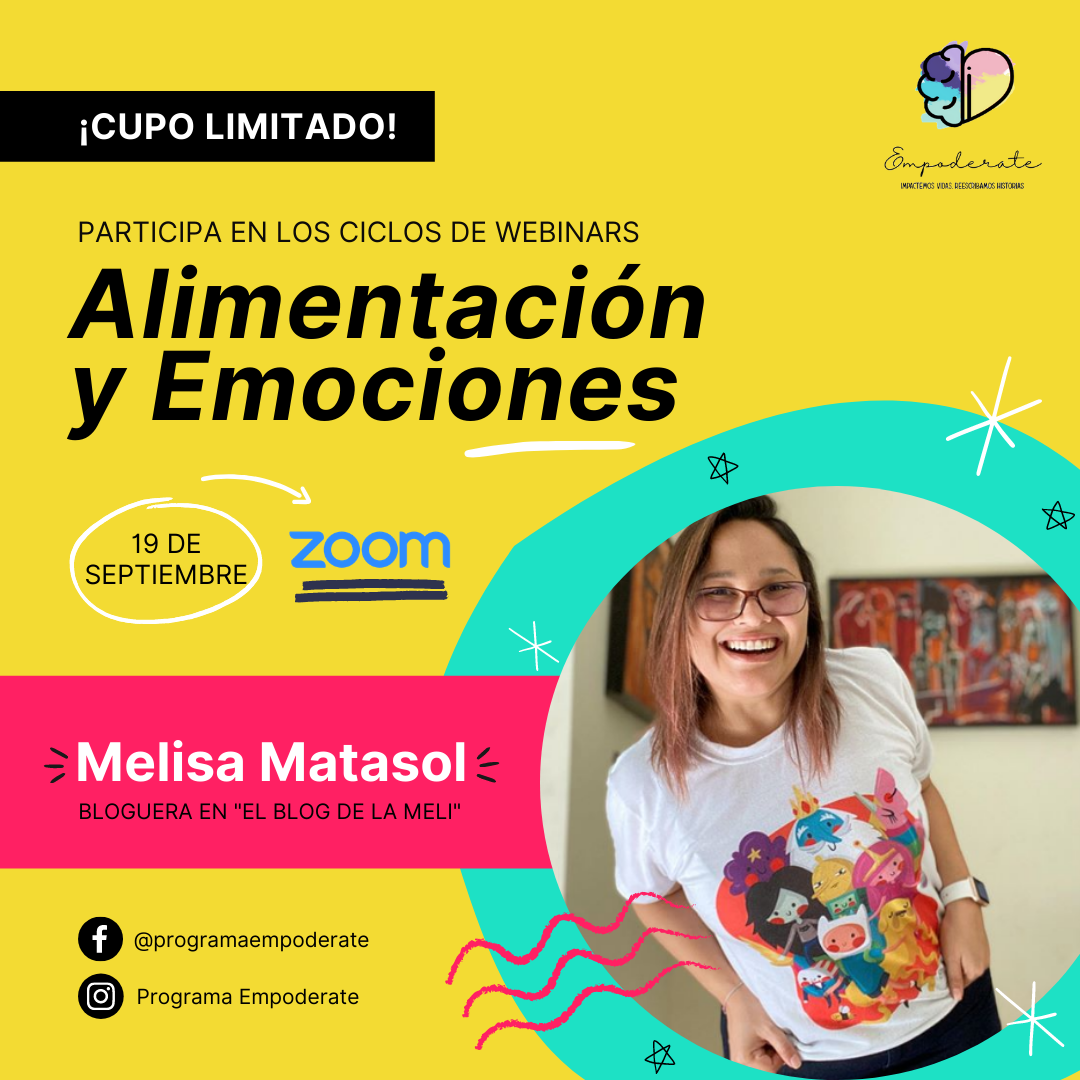 ¡CUPO LIMITADO!
Empoderate
IMPACTEMOS VIDAS, REESCRIBAMOS HISTORIAS
PARTICIPA EN LOS CICLOS DE WEBINARS
Alimentación
y Emociones
19 DE
SEPTIEMBRE
zoom
Melisa Matasol
BLOGUERA EN "EL BLOG DE LA MELI"
@programaempoderate
Programa Empoderate